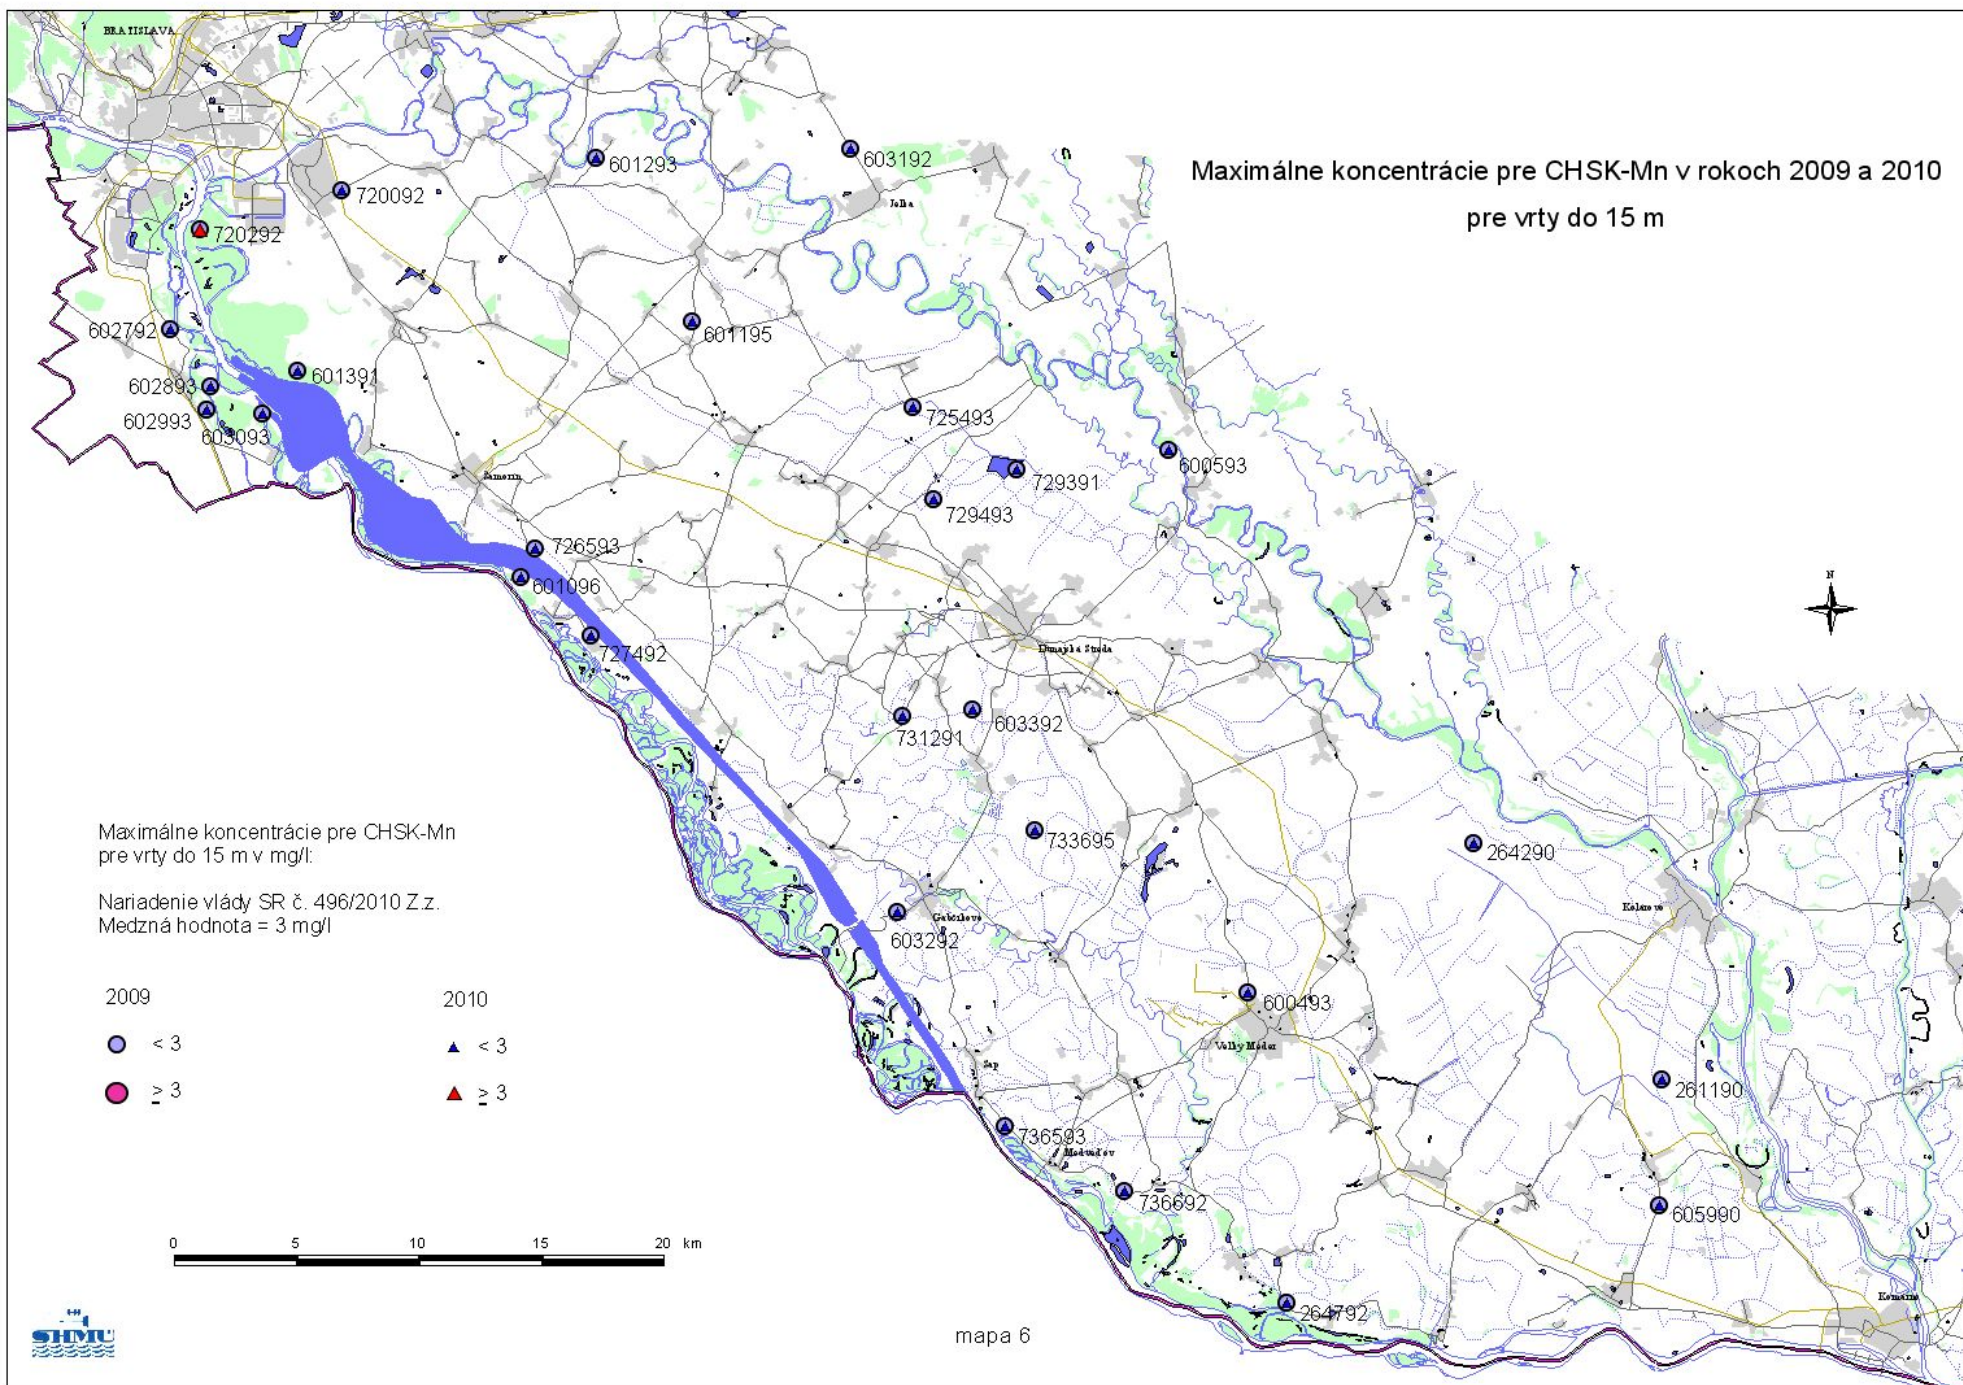 BRATISLAVA
Maximálne koncentrácie pre CHSK-Mn v rokoch 2009 a 2010
pre vrty do 15 m
601293
603192
720092
Jelka
720292
602792
601195
601391
602893
602993
603093
725493
600593
729391
Šamorín
729493
726593
601096
N
727492
Dunajská Streda
603392
731291
733695
264290
Maximálne koncentrácie pre CHSK-Mn
pre vrty do 15 m v mg/l:
Nariadenie vlády SR č. 496/2010 Z.z.
Medzná hodnota = 3 mg/l
Gabčíkovo
Kolárovo
603292
2009
2010
< 3
< 3
≥ 3
≥ 3
600493
Veľký Meder
Sap
261190
736593
Medveďov
736692
605990
0 5 10 15 20 km
264792
Komárno
SHMÚ
mapa 6